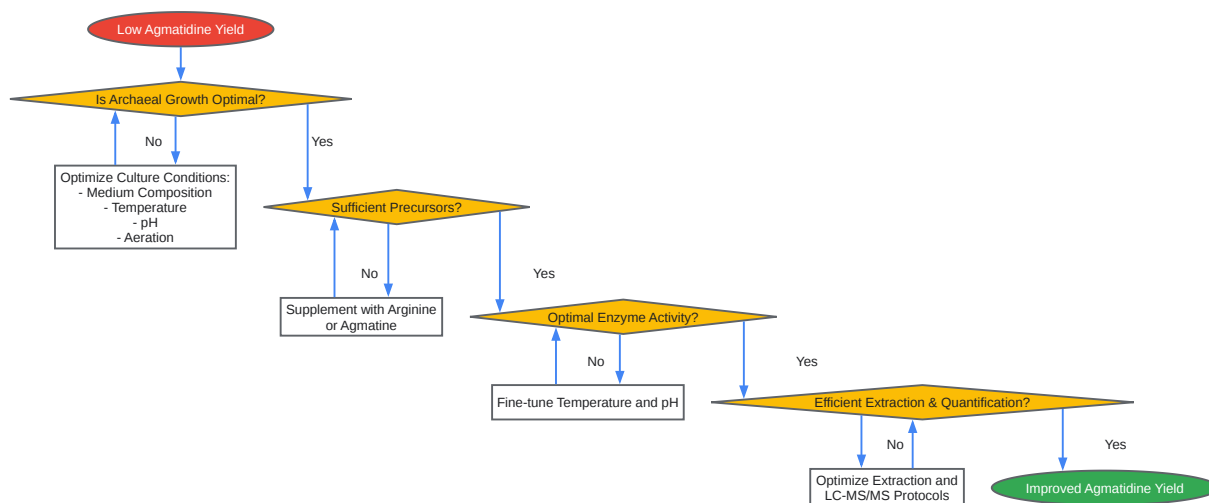 Low Agmatidine Yield
Is Archaeal Growth Optimal?
No
Yes
Optimize Culture Conditions:
- Medium Composition
- Temperature
- pH
- Aeration
Sufficient Precursors?
No
Yes
Supplement with Arginine
or Agmatine
Optimal Enzyme Activity?
No
Yes
Fine-tune Temperature and pH
Efficient Extraction & Quantification?
No
Yes
Optimize Extraction and
LC-MS/MS Protocols
Improved Agmatidine Yield